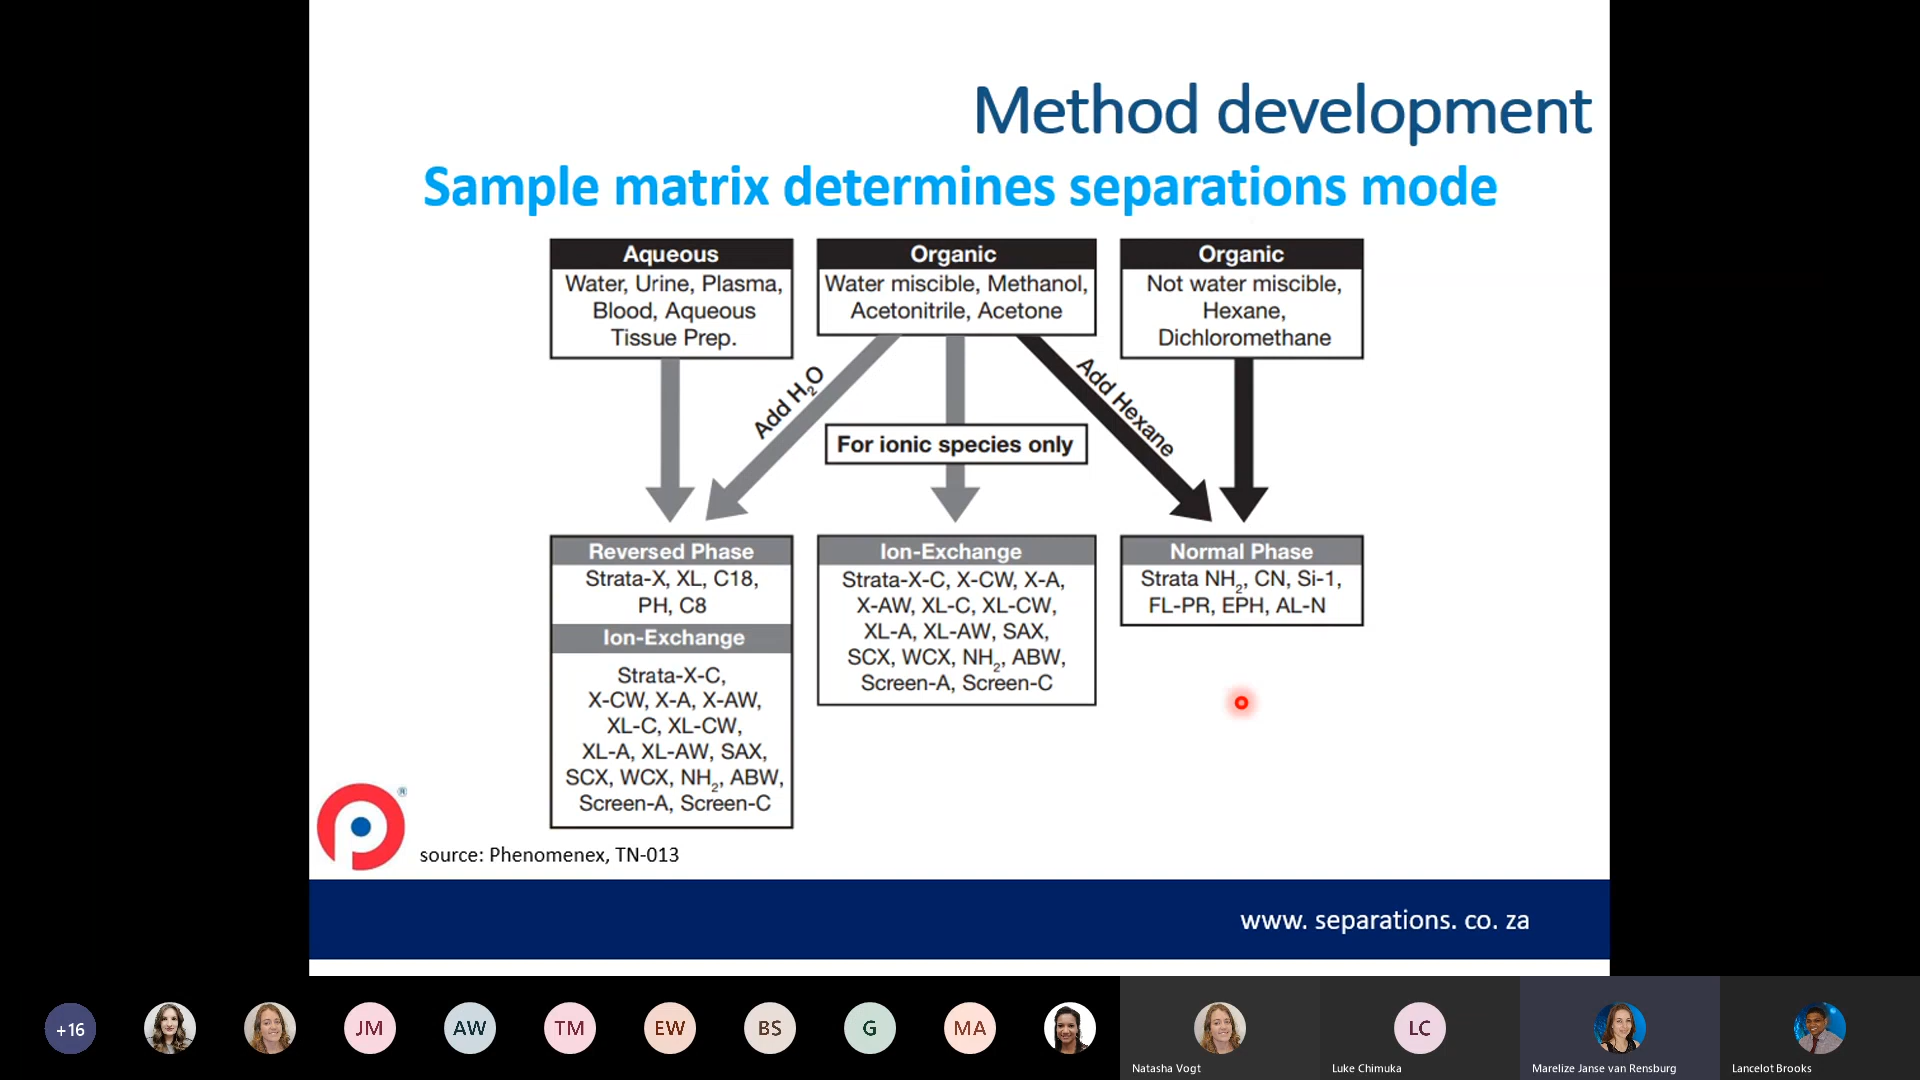 Method development
Sample matrix determines separations mode
Aqueous
Water, Urine, Plasma,
Blood, Aqueous
Tissue Prep.
Organic
Water miscible, Methanol,
Acetonitrile, Acetone
Organic
Not water miscible,
Hexane,
Dichloromethane
Add H₂O
For ionic species only
Add Hexane
Reversed Phase
Strata-X, XL, C18,
PH, C8
Ion-Exchange
Strata-X-C,
X-CW, X-A, X-AW,
XL-C, XL-CW,
XL-A, XL-AW, SAX,
SCX, WCX, NH₂, ABW,
Screen-A, Screen-C
Ion-Exchange
Strata-X-C, X-CW, X-A,
X-AW, XL-C, XL-CW,
XL-A, XL-AW, SAX,
SCX, WCX, NH₂, ABW,
Screen-A, Screen-C
Normal Phase
Strata NH₂, CN, Si-1,
FL-PR, EPH, AL-N
®
source: Phenomenex, TN-013
www. separations. co. za
+16
JM
AW
TM
EW
BS
G
MA
LC
Natasha Vogt
Luke Chimuka
Marelize Janse van Rensburg
Lancelot Brooks